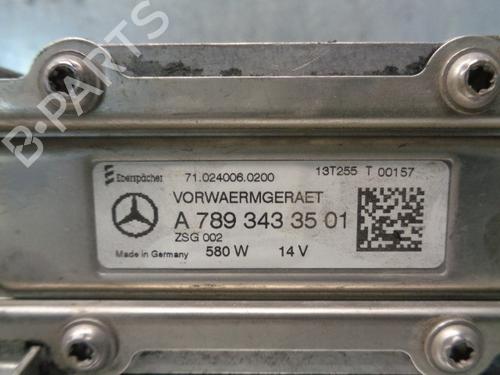 B-PARTS
Eberspächer 71.024006.0200 13T255 T 00157
VORWAERMGERAET
A 789 343 35 01
ZSG 002
Made in Germany 580 W 14 V